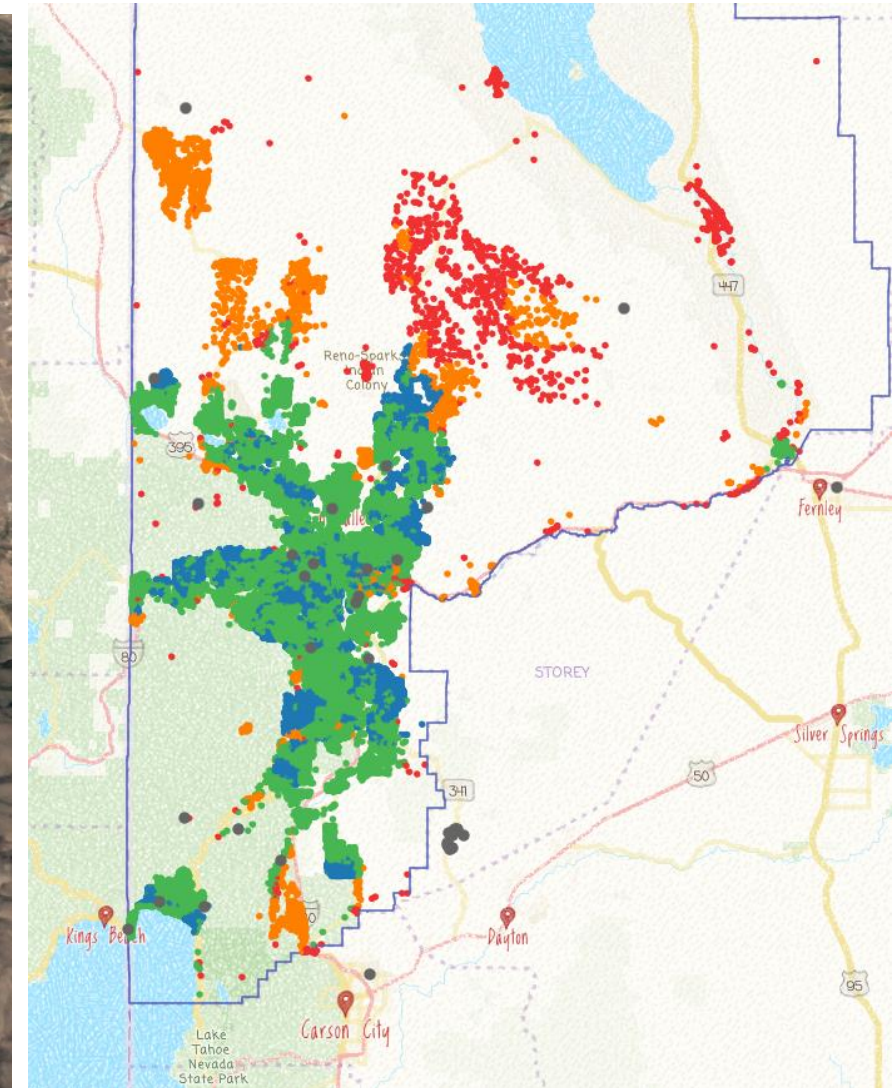 447
Reno-Spark
Indian
Colony
395
Fernley
80
STOREY
Silver Springs
50
341
Kings Beach
Dayton
95
Carson City
Lake
Tahoe
Nevada
State Park